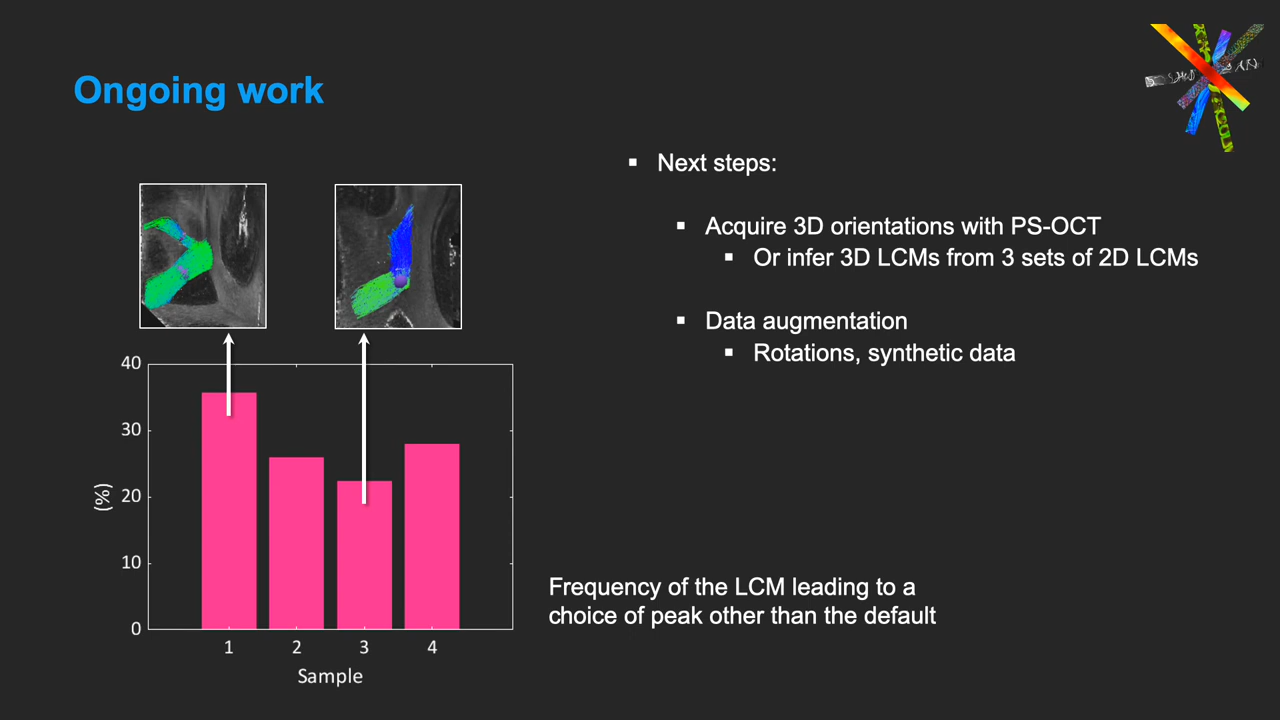 Ongoing work
▪ Next steps:
▪ Acquire 3D orientations with PS-OCT
▪ Or infer 3D LCMs from 3 sets of 2D LCMs
▪ Data augmentation
▪ Rotations, synthetic data
40
30
20
10
0
(%)
1 2 3 4
Sample
Frequency of the LCM leading to a
choice of peak other than the default